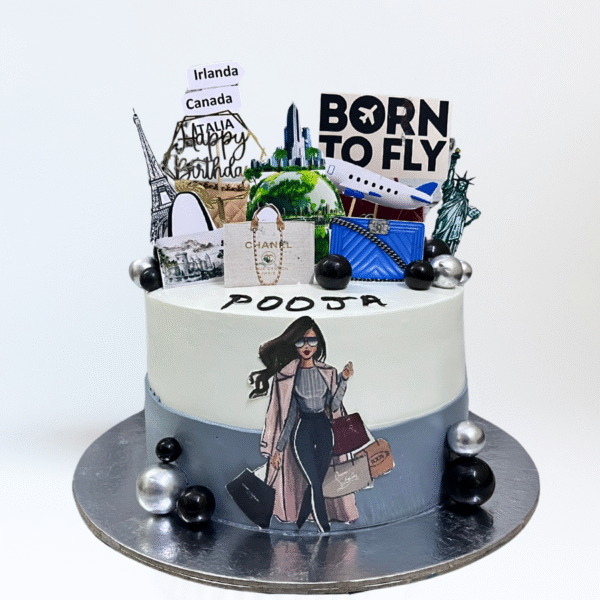 Irlanda
Canada
ITALIA
Happy
Birthday
BORN
TO FLY
CHANEL
POOJA